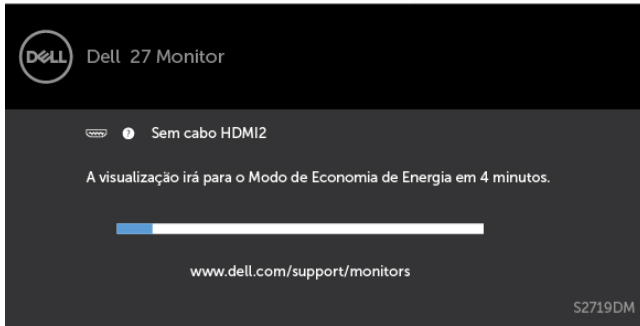 DELL
Dell 27 Monitor
? Sem cabo HDMI2
A visualização irá para o Modo de Economia de Energia em 4 minutos.
www.dell.com/support/monitors
S2719DM